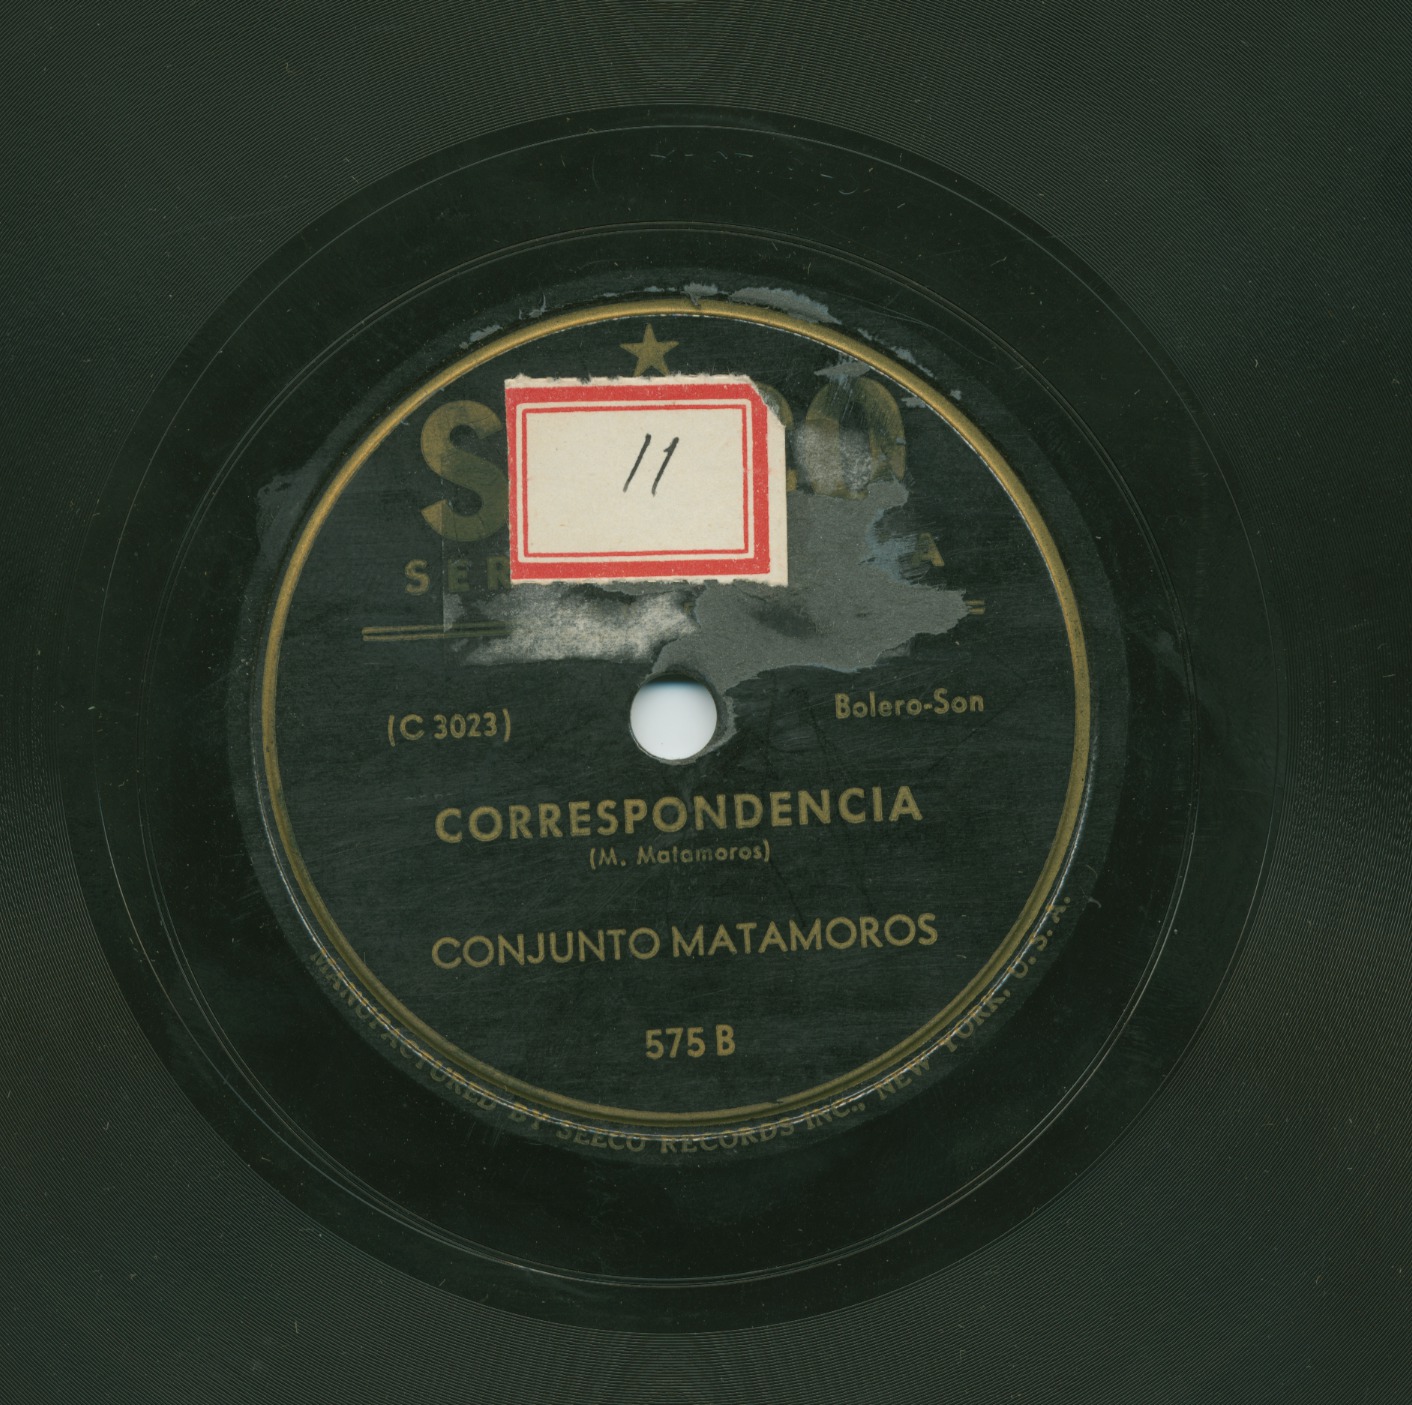 11
(C 3023)
Bolero-Son
CORRESPONDENCIA
(M. Matamoros)
CONJUNTO MATAMOROS
575 B
MANUFACTURED BY SEECO RECORDS INC., NEW YORK, U.S.A.